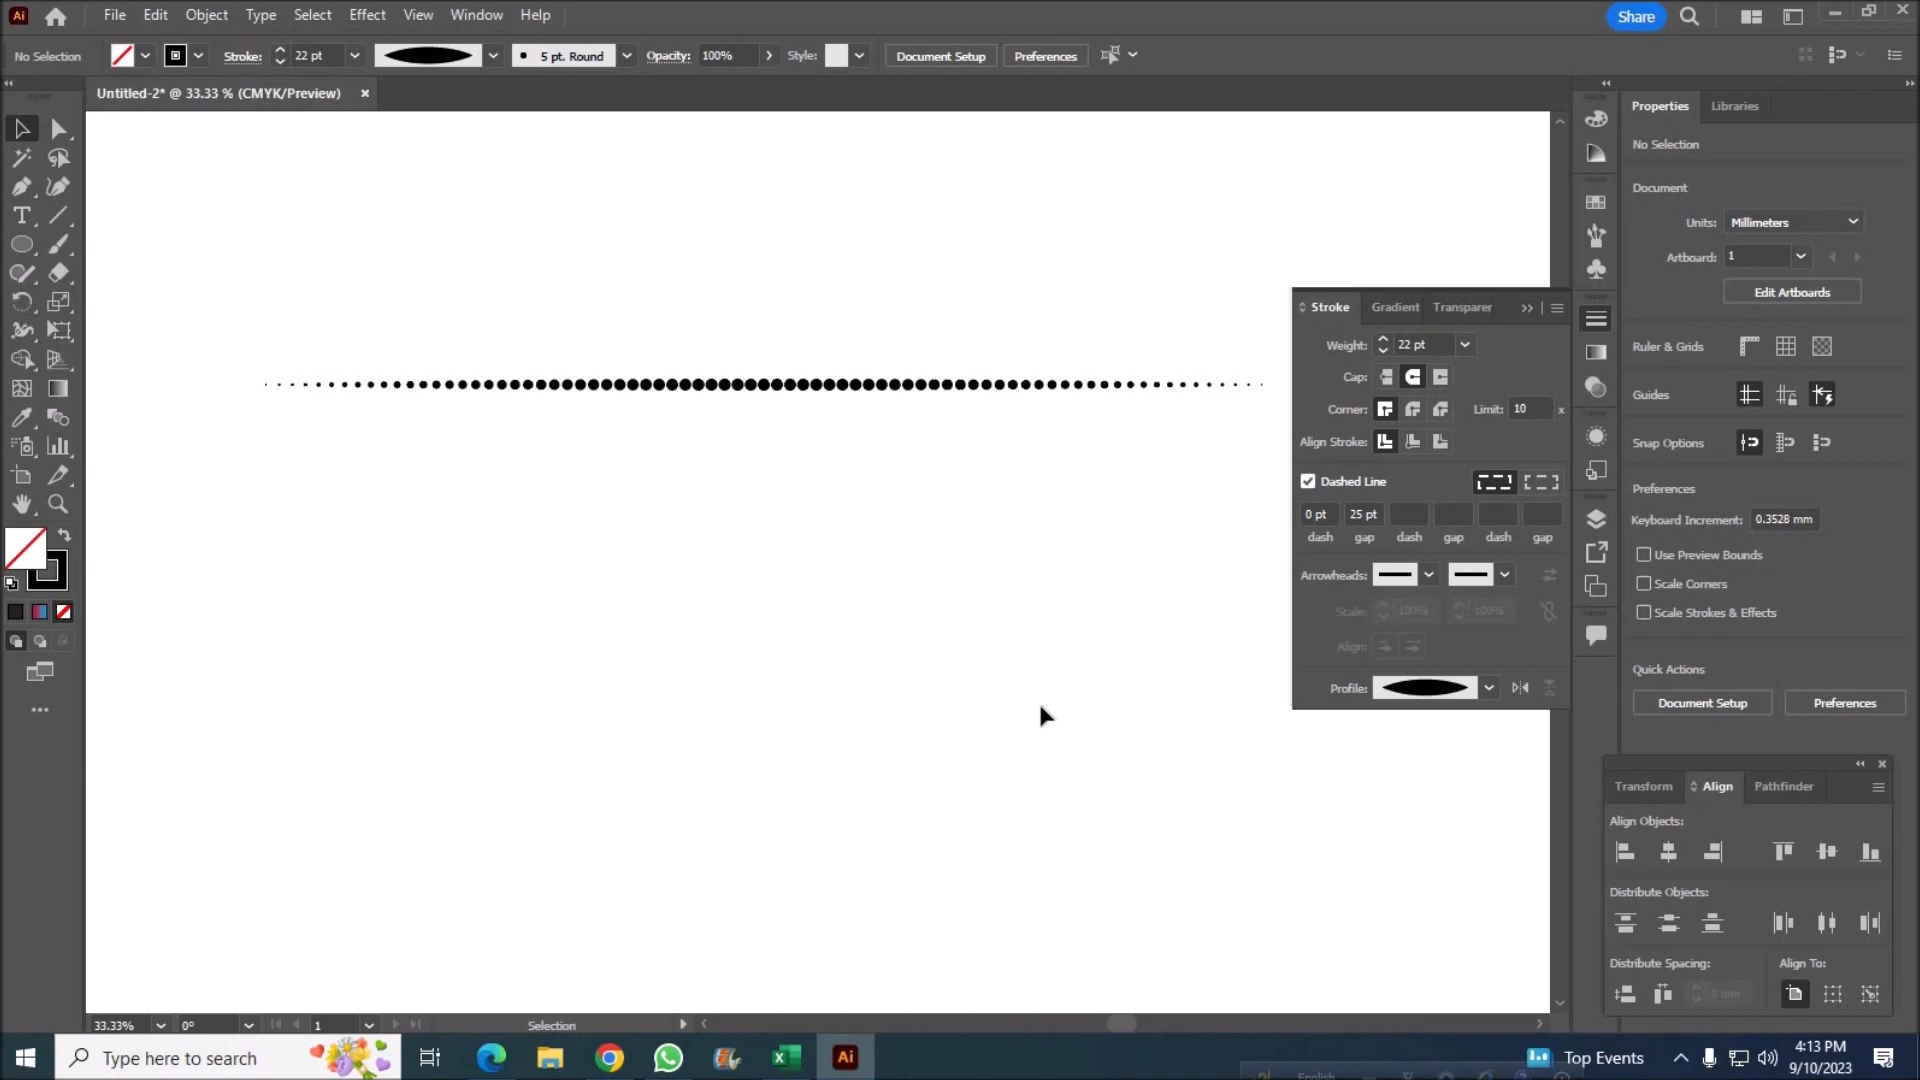 Ai File Edit Object Type Select Effect View Window Help Share
No Selection Stroke: 22 pt 5 pt. Round Opacity: 100% Style: Document Setup Preferences
Untitled-2* @ 33.33 % (CMYK/Preview)
Properties Libraries
No Selection
Document
Units: Millimeters
Artboard: 1
Edit Artboards
Ruler & Grids
Guides
Snap Options
Preferences
Keyboard Increment: 0.3528 mm
Use Preview Bounds
Scale Corners
Scale Strokes & Effects
Quick Actions
Document Setup Preferences
Stroke Gradient Transparer
Weight: 22 pt
Cap:
Corner: Limit: 10 x
Align Stroke:
Dashed Line
0 pt 25 pt
dash gap dash gap dash gap
Arrowheads:
Scale: 100% 100%
Align:
Profile:
Transform Align Pathfinder
Align Objects:
Distribute Objects:
Distribute Spacing: Align To:
0 mm
33.33% 0° 1 Selection
Type here to search
Ai
Top Events
4:13 PM
9/10/2023
English